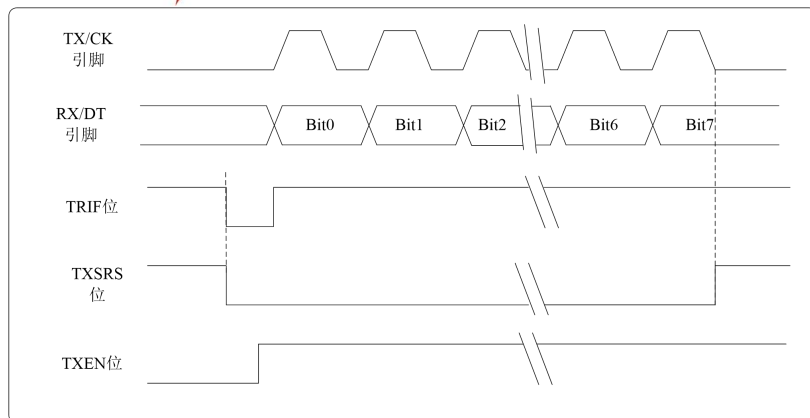 TX/CK
引脚
RX/DT
引脚
Bit0 Bit1 Bit2 Bit6 Bit7
TRIF位
TXSRS
位
TXEN位